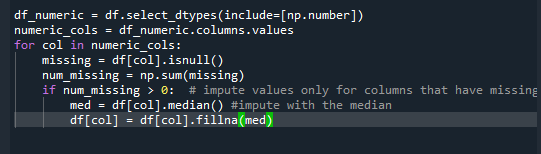 df_numeric = df.select_dtypes(include=[np.number])
numeric_cols = df_numeric.columns.values
for col in numeric_cols:
    missing = df[col].isnull()
    num_missing = np.sum(missing)
    if num_missing > 0:  # impute values only for columns that have missing
        med = df[col].median() #impute with the median
        df[col] = df[col].fillna(med)